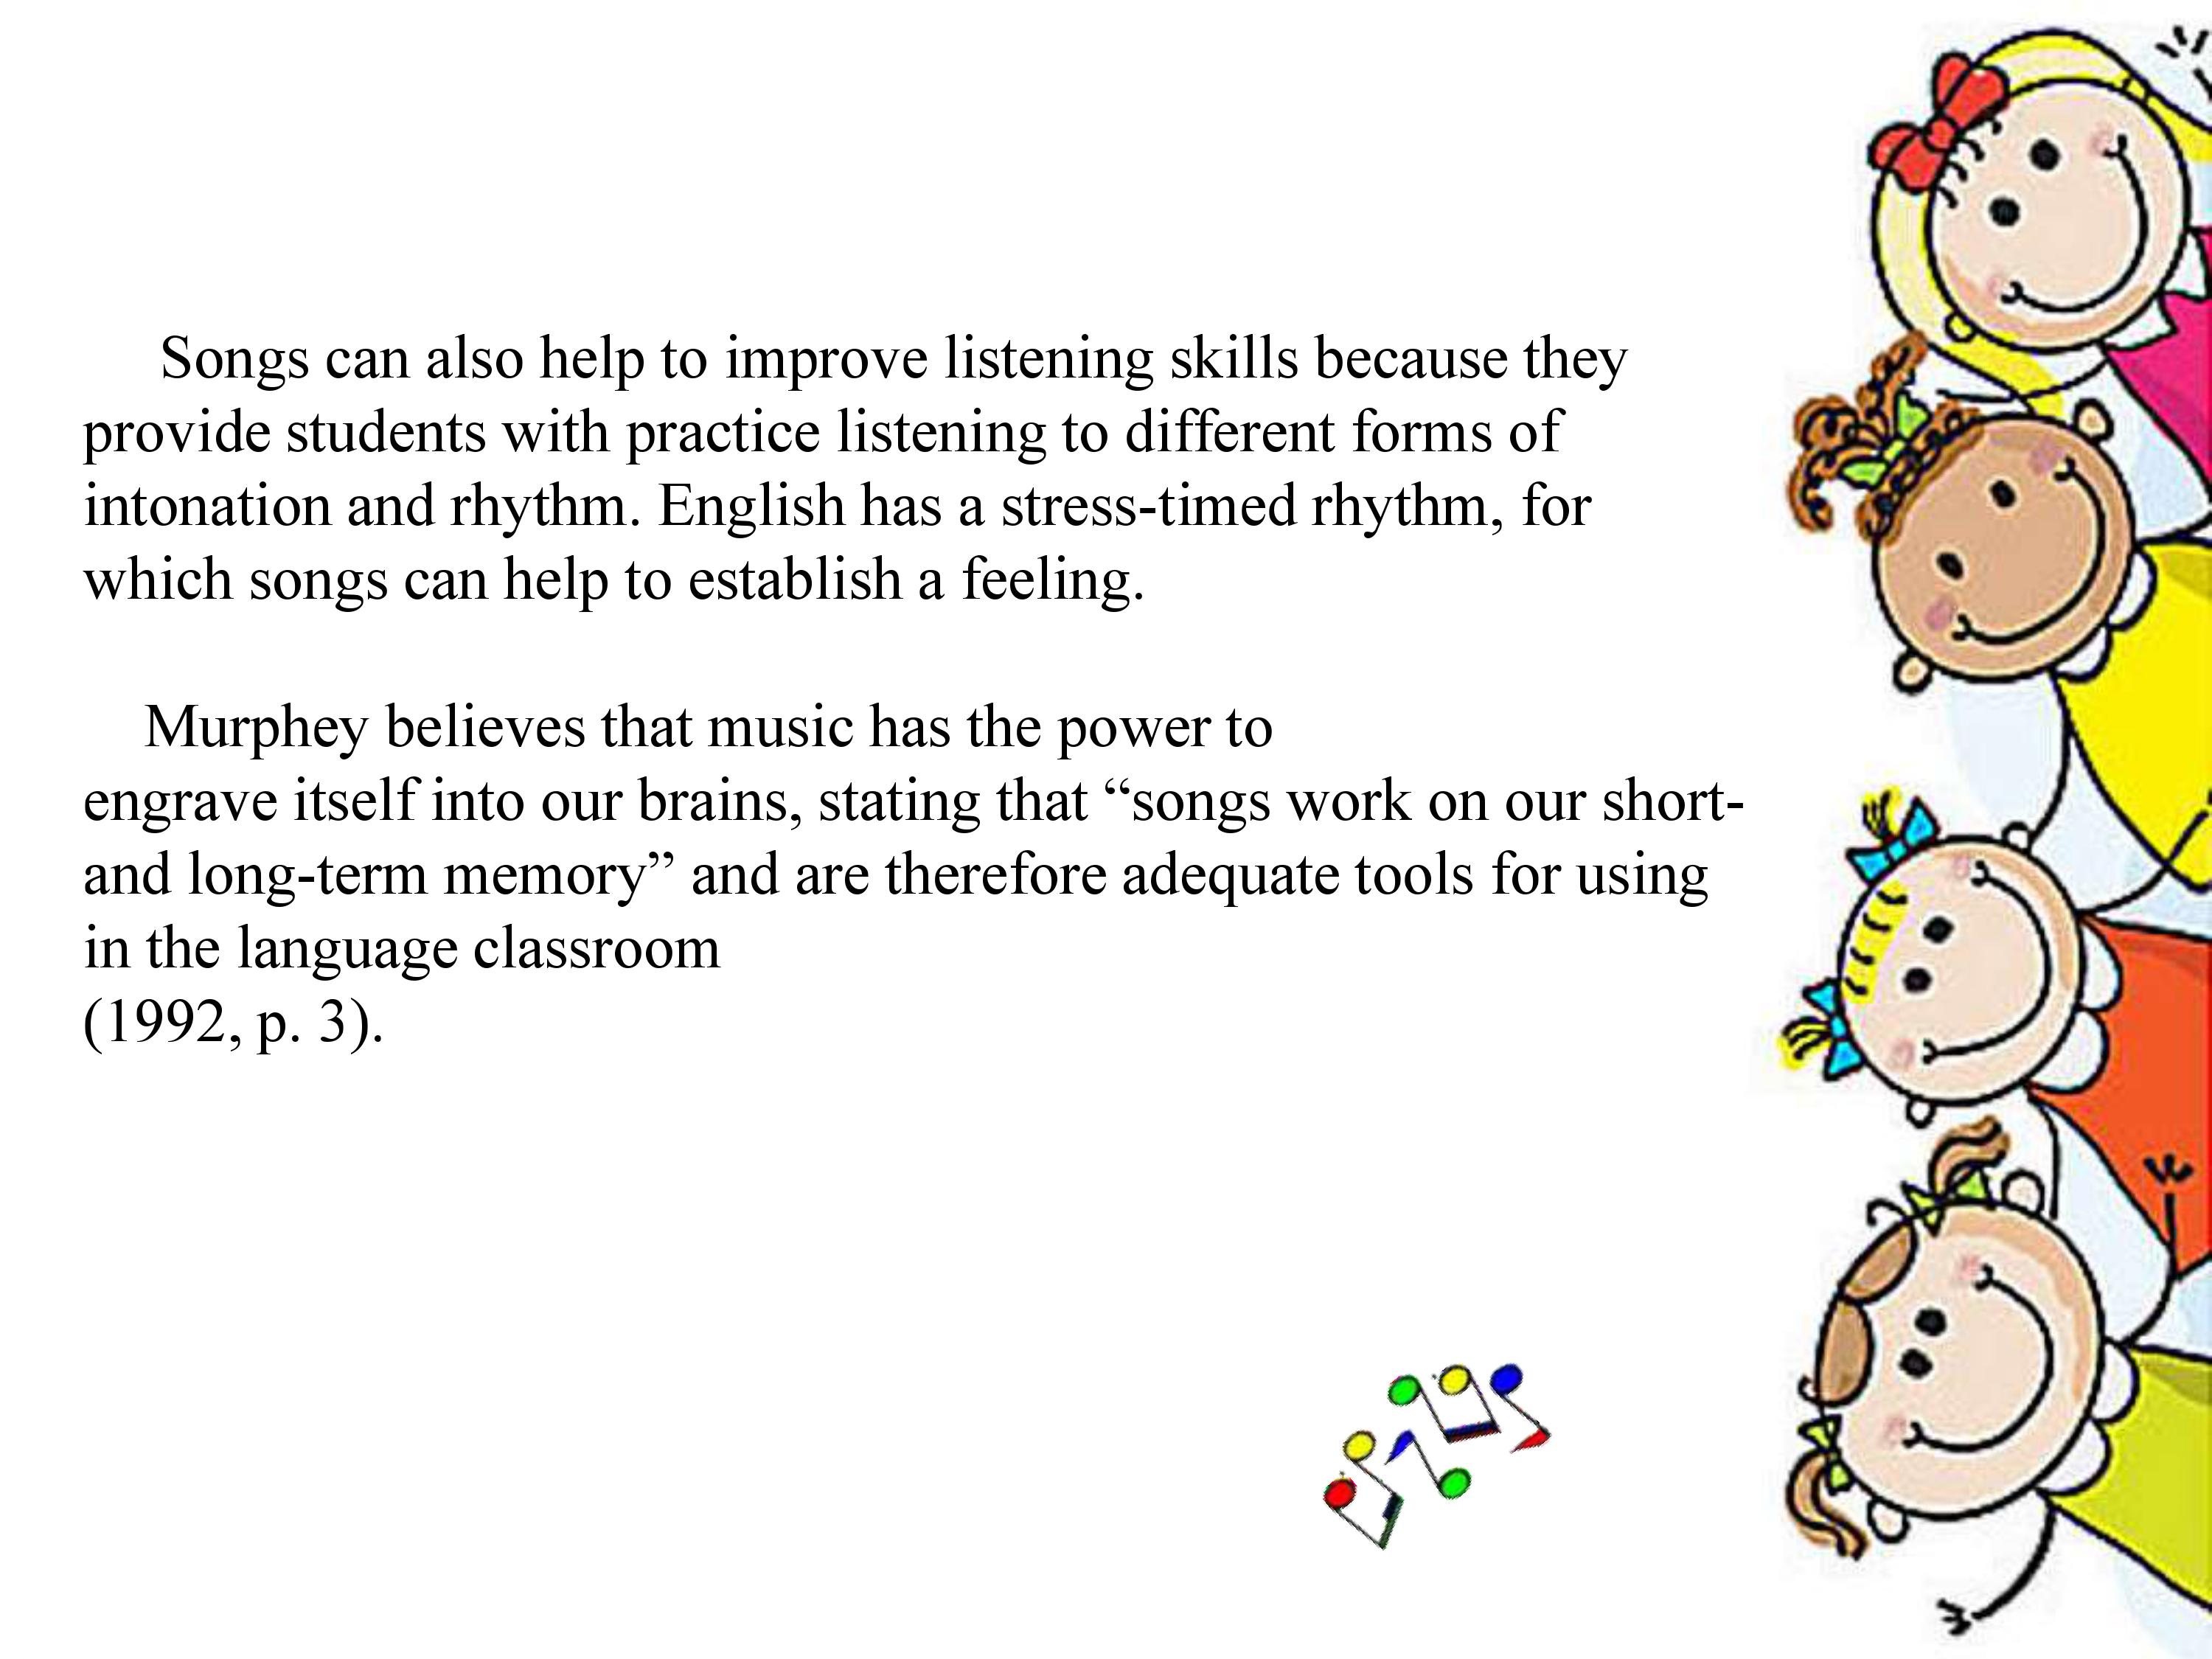 Songs can also help to improve listening skills because they
provide students with practice listening to different forms of
intonation and rhythm. English has a stress-timed rhythm, for
which songs can help to establish a feeling.
Murphey believes that music has the power to
engrave itself into our brains, stating that “songs work on our short-
and long-term memory” and are therefore adequate tools for using
in the language classroom
(1992, p. 3).